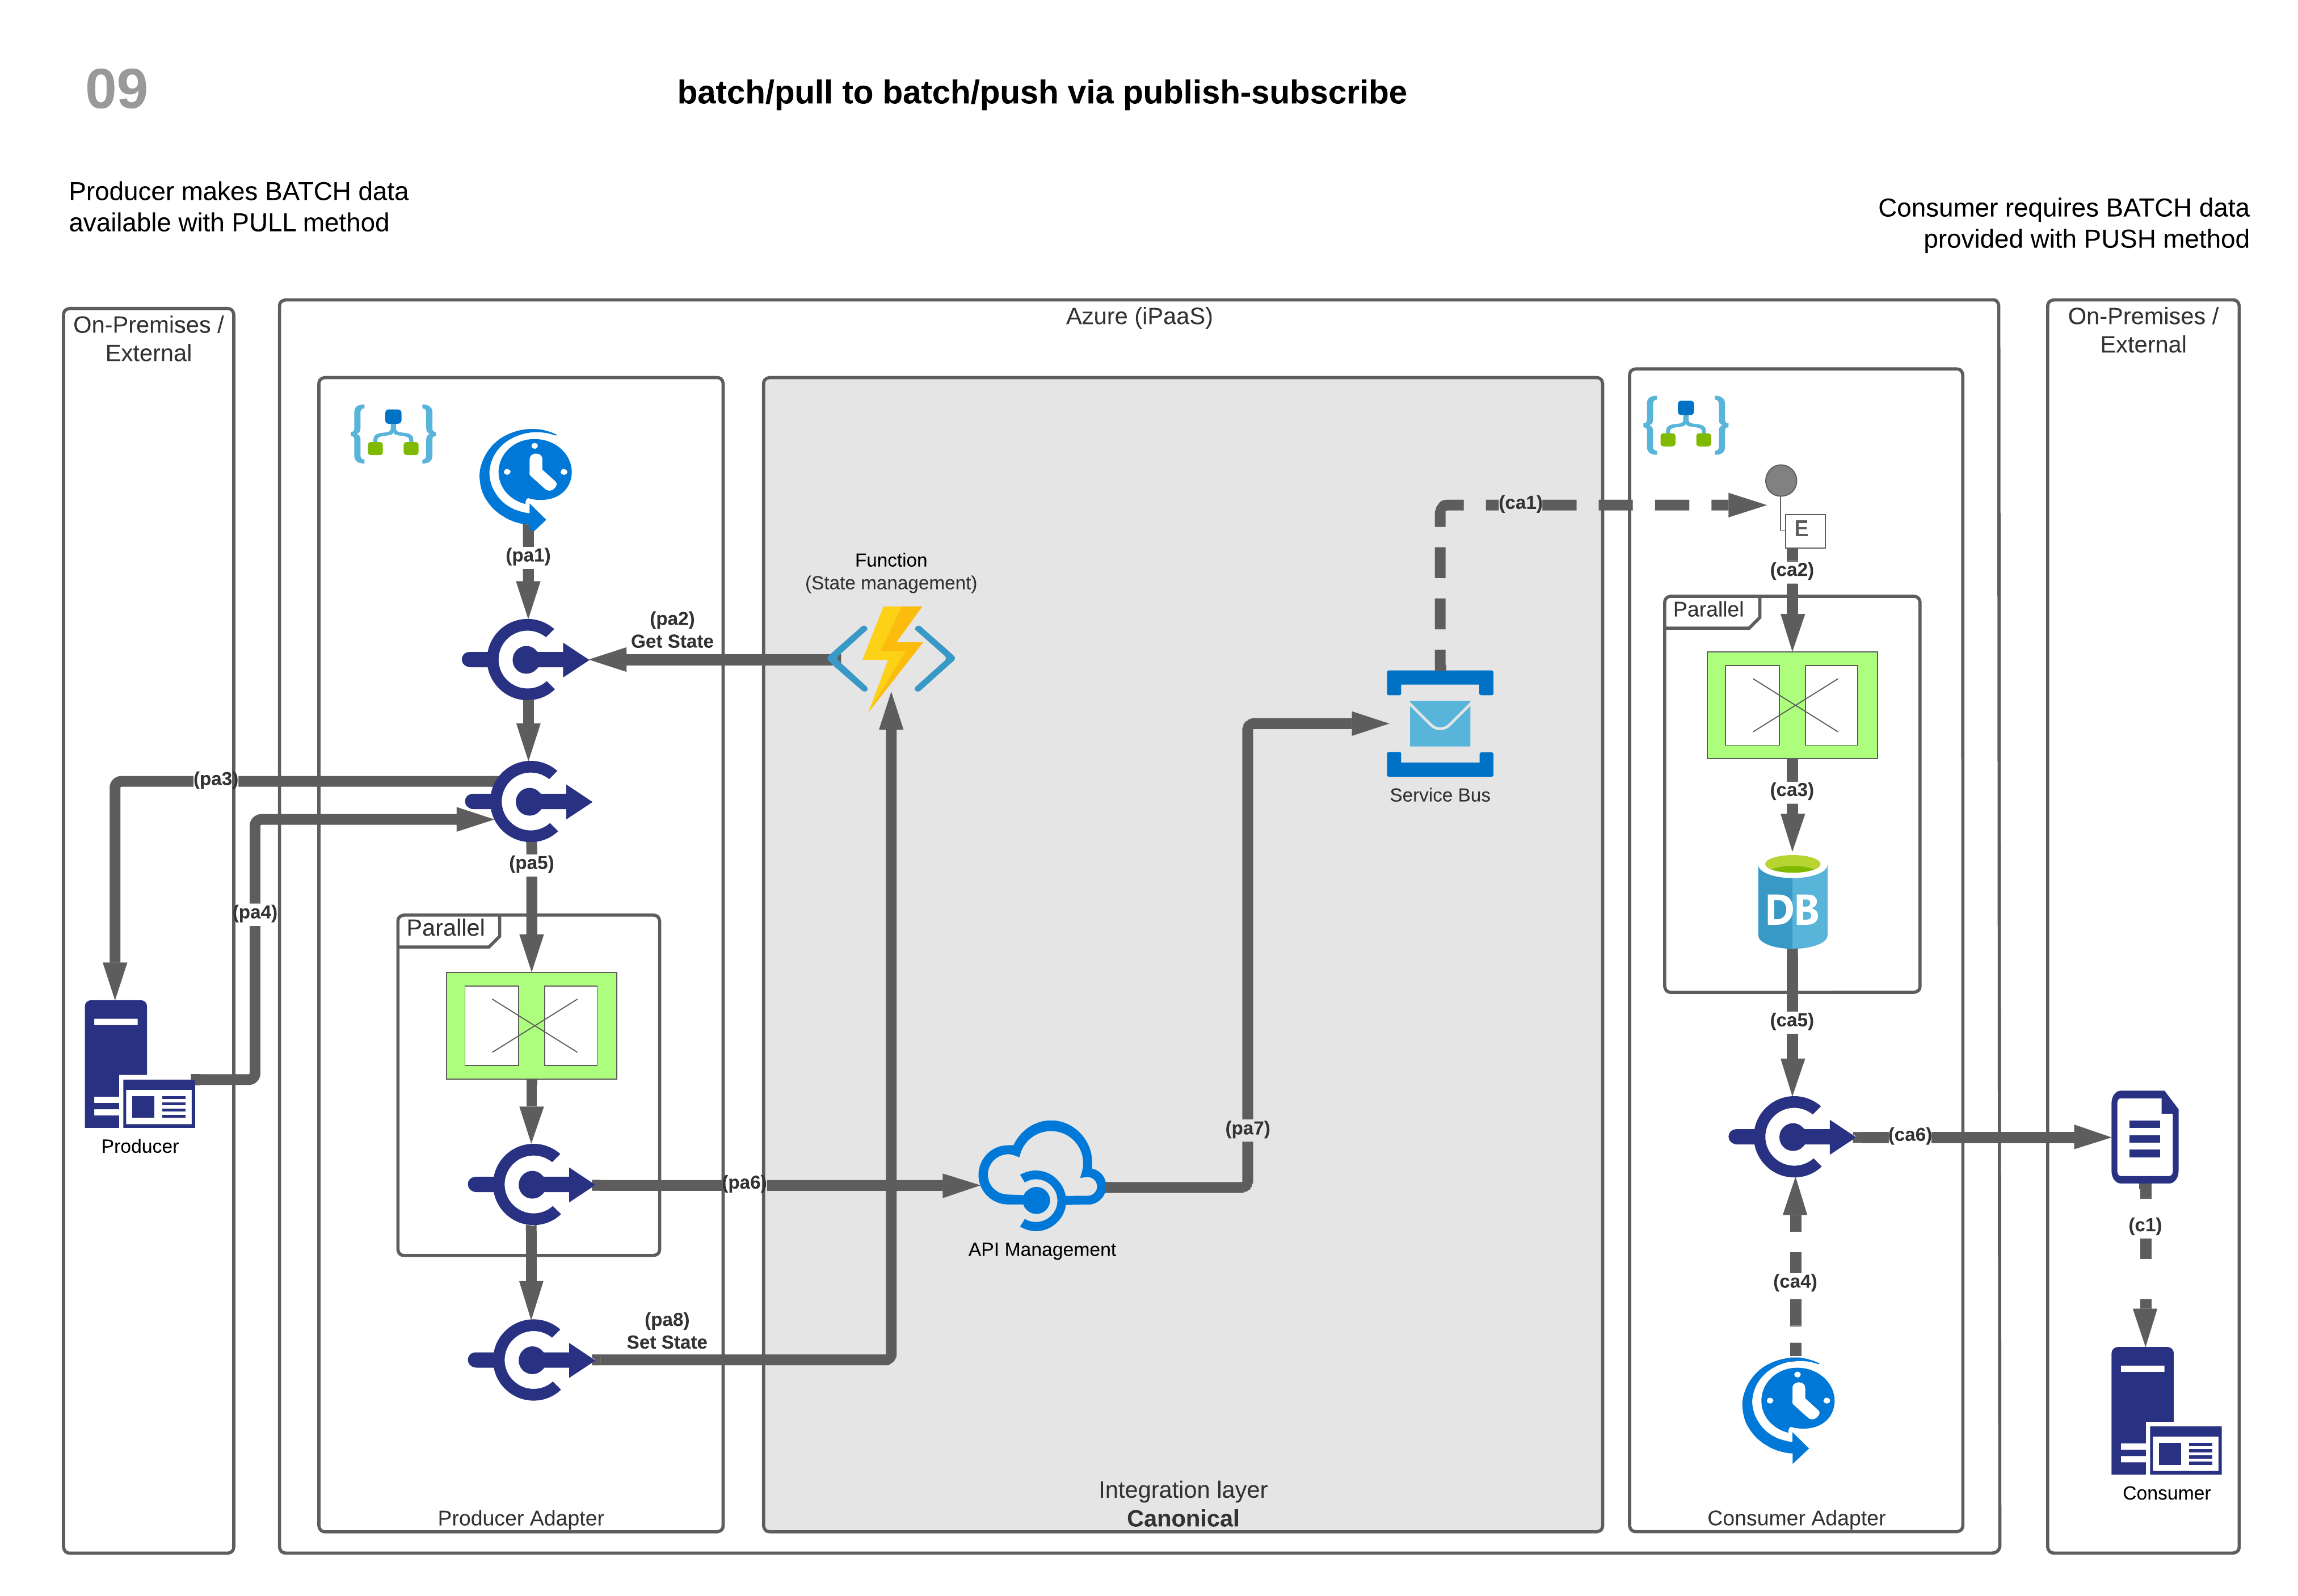 09
batch/pull to batch/push via publish-subscribe
Producer makes BATCH data
available with PULL method
Consumer requires BATCH data
provided with PUSH method
On-Premises /
External
Azure (iPaaS)
On-Premises /
External
(pa1)
(pa2)
Get State
Function
(State management)
(pa3)
(pa4)
(pa5)
Parallel
Producer
(pa6)
(pa8)
Set State
Producer Adapter
API Management
(pa7)
Service Bus
Integration layer
Canonical
(ca1)
E
(ca2)
Parallel
(ca3)
DB
(ca5)
(ca6)
(ca4)
Consumer Adapter
(c1)
Consumer